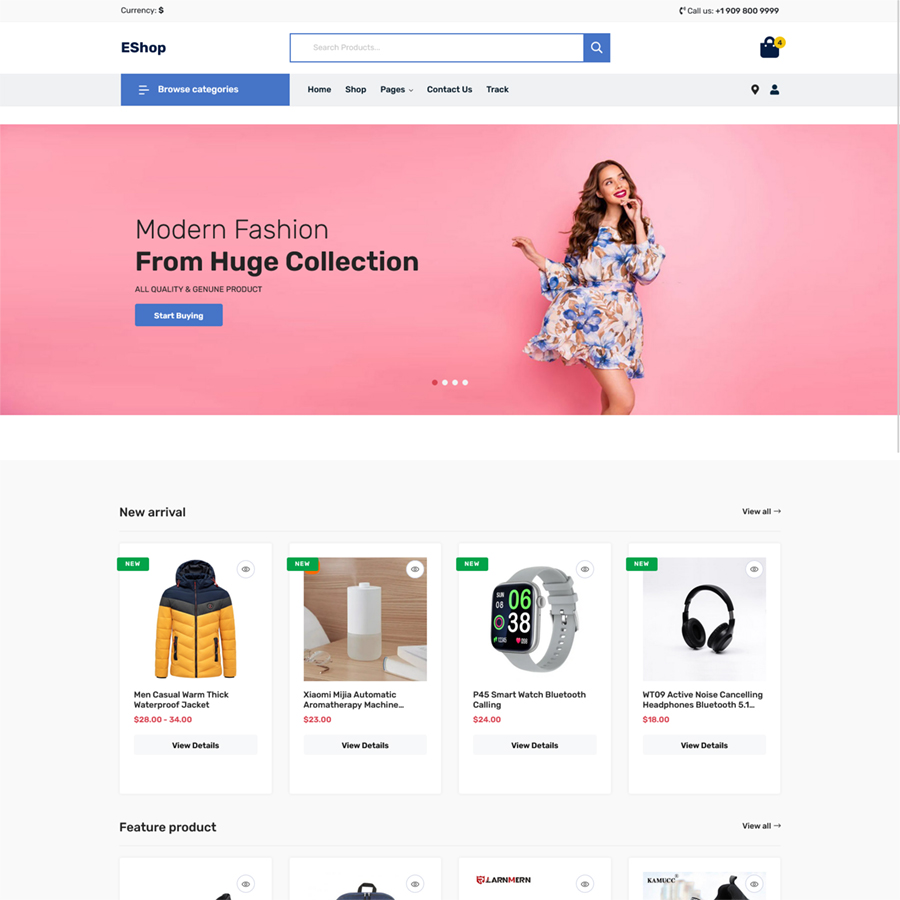 Currency: $
Call us: +1 909 800 9999
EShop
Search Products...
4
Browse categories
Home
Shop
Pages
Contact Us
Track
Modern Fashion
From Huge Collection
ALL QUALITY & GENUNE PRODUCT
Start Buying
New arrival
View all →
NEW
NEW
NEW
NEW
SUN
08
06
38
Men Casual Warm Thick
Waterproof Jacket
$28.00 - 34.00
View Details
Xiaomi Mijia Automatic
Aromatherapy Machine...
$23.00
View Details
P45 Smart Watch Bluetooth
Calling
$24.00
View Details
WT09 Active Noise Cancelling
Headphones Bluetooth 5.1...
$18.00
View Details
Feature product
View all →
LARNMERN
KAMUCC